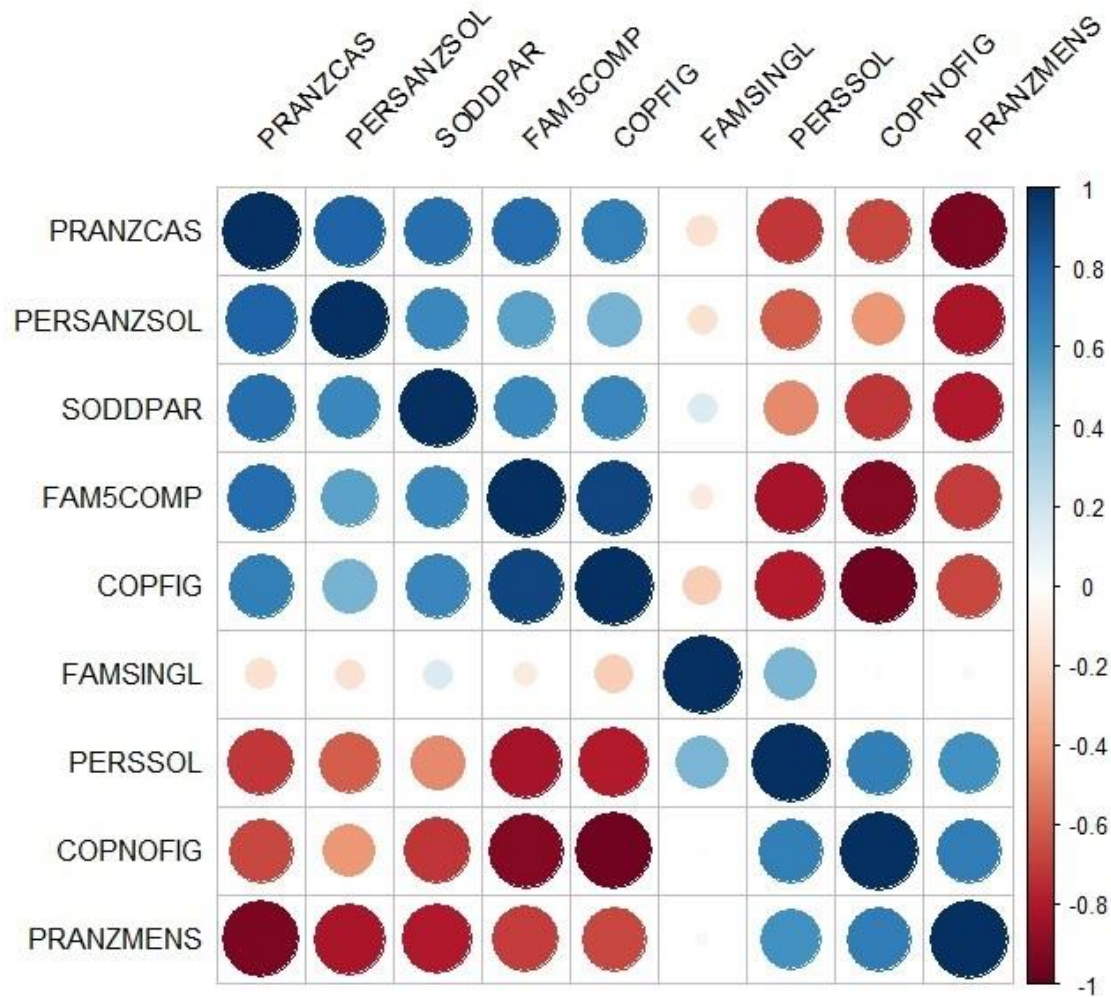 PRANZCAS
PERSANZSOL
SODDPAR
FAM5COMP
COPFIG
FAMSINGL
PERSSOL
COPNOFIG
PRANZMENS
PRANZCAS
PERSANZSOL
SODDPAR
FAM5COMP
COPFIG
FAMSINGL
PERSSOL
COPNOFIG
PRANZMENS
1
0.8
0.6
0.4
0.2
0
-0.2
-0.4
-0.6
-0.8
-1